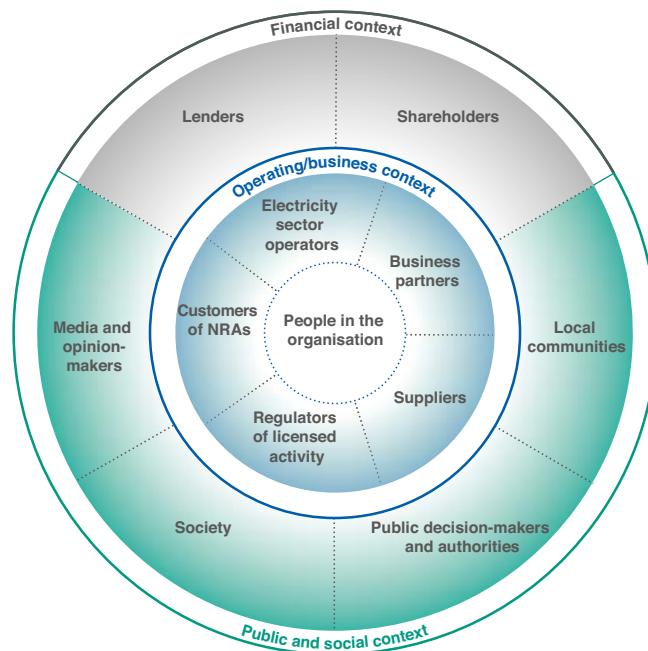 Financial context
Lenders
Shareholders
Operating/business context
Electricity
sector
operators
Business
partners
Customers
of NRAs
People in the
organisation
Media and
opinion-
makers
Local
communities
Suppliers
Regulators
of licensed
activity
Society
Public decision-makers
and authorities
Public and social context